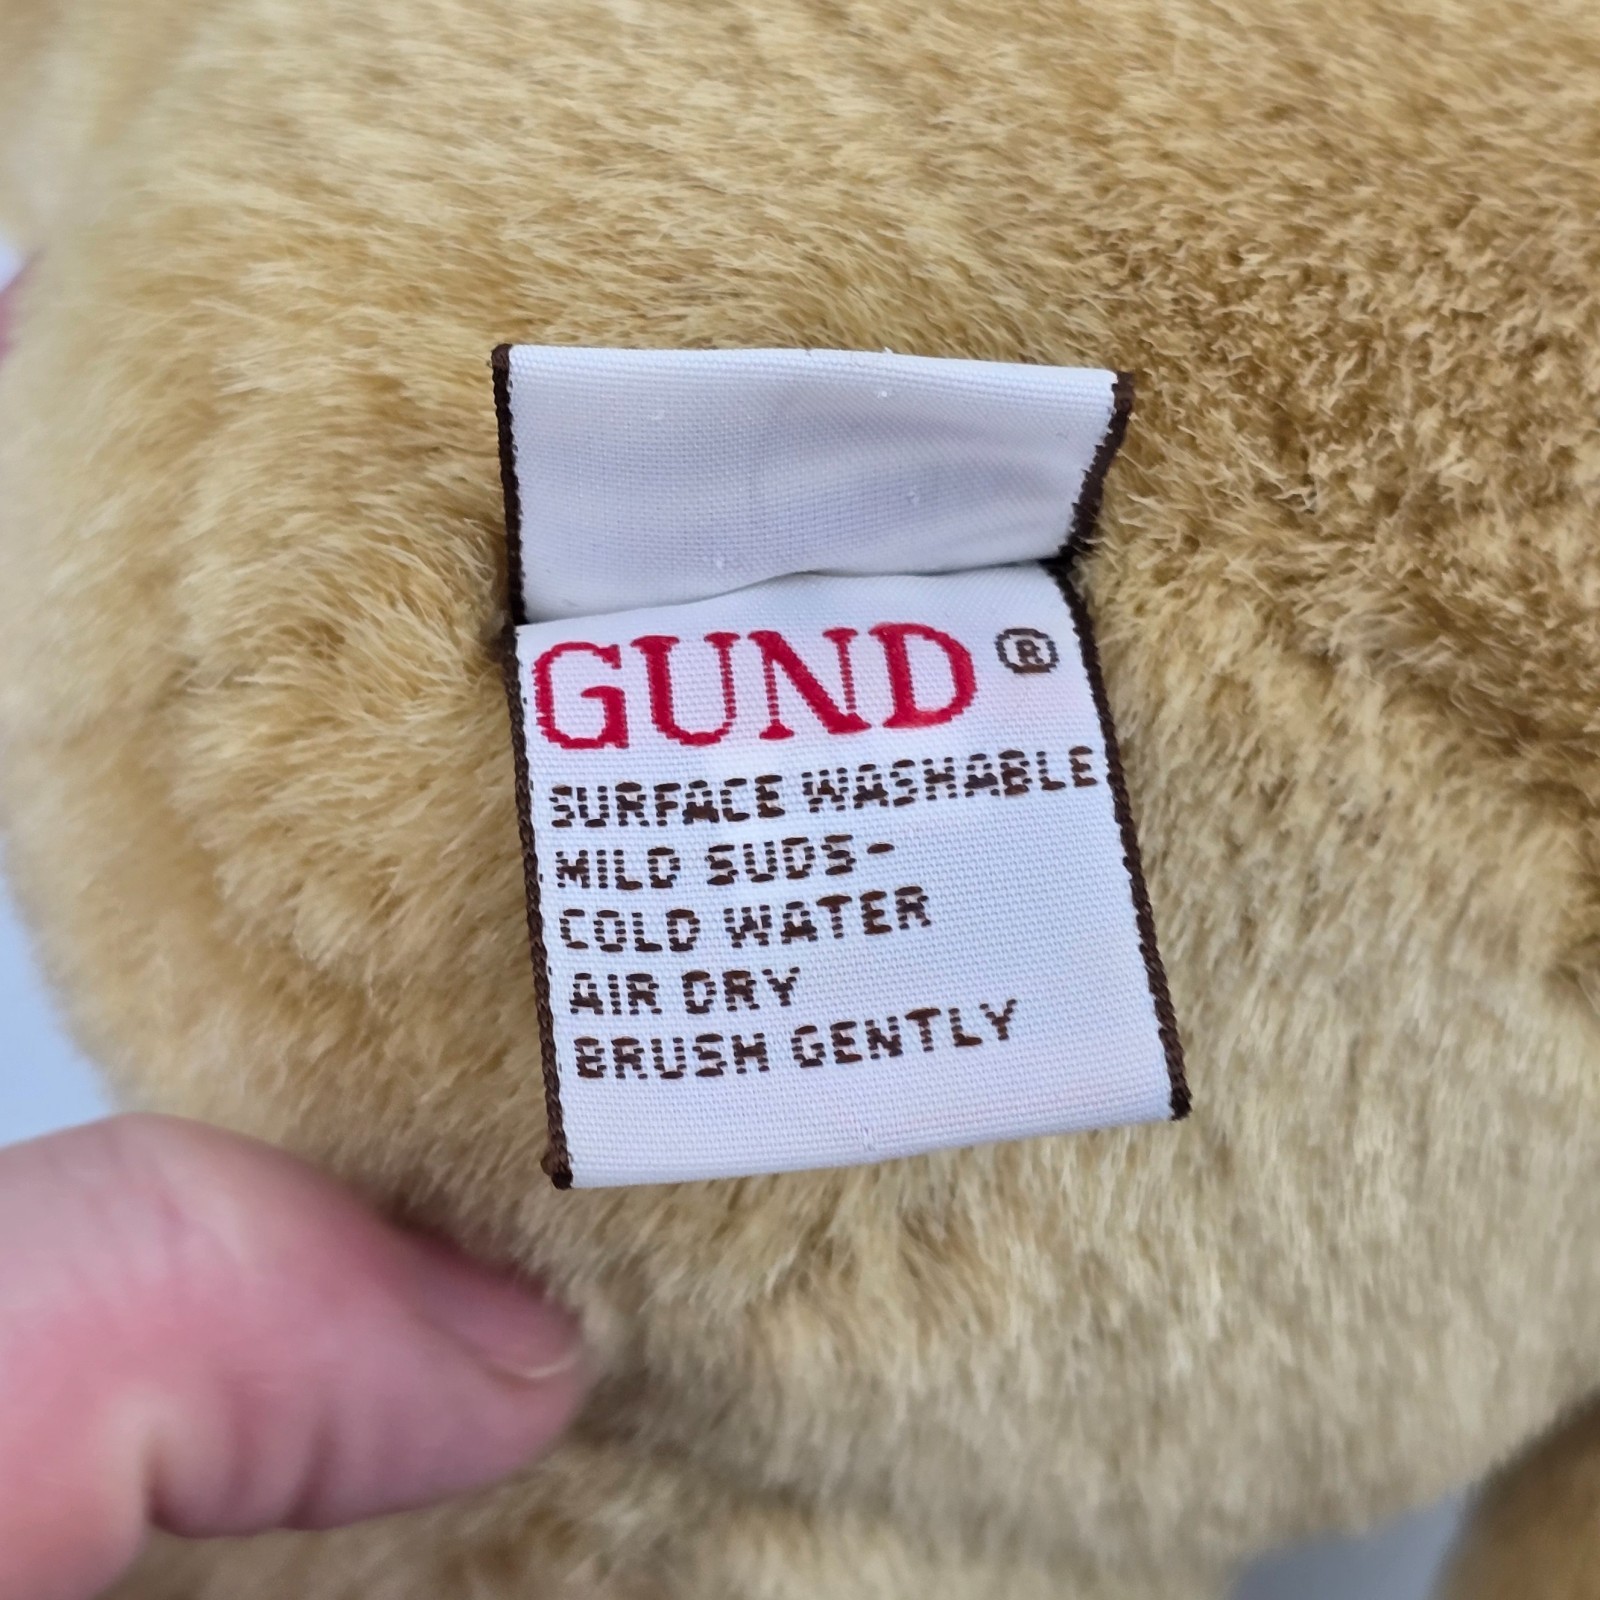 GUND ®
SURFACE WASHABLE
MILD SUDS-
COLD WATER
AIR DRY
BRUSH GENTLY